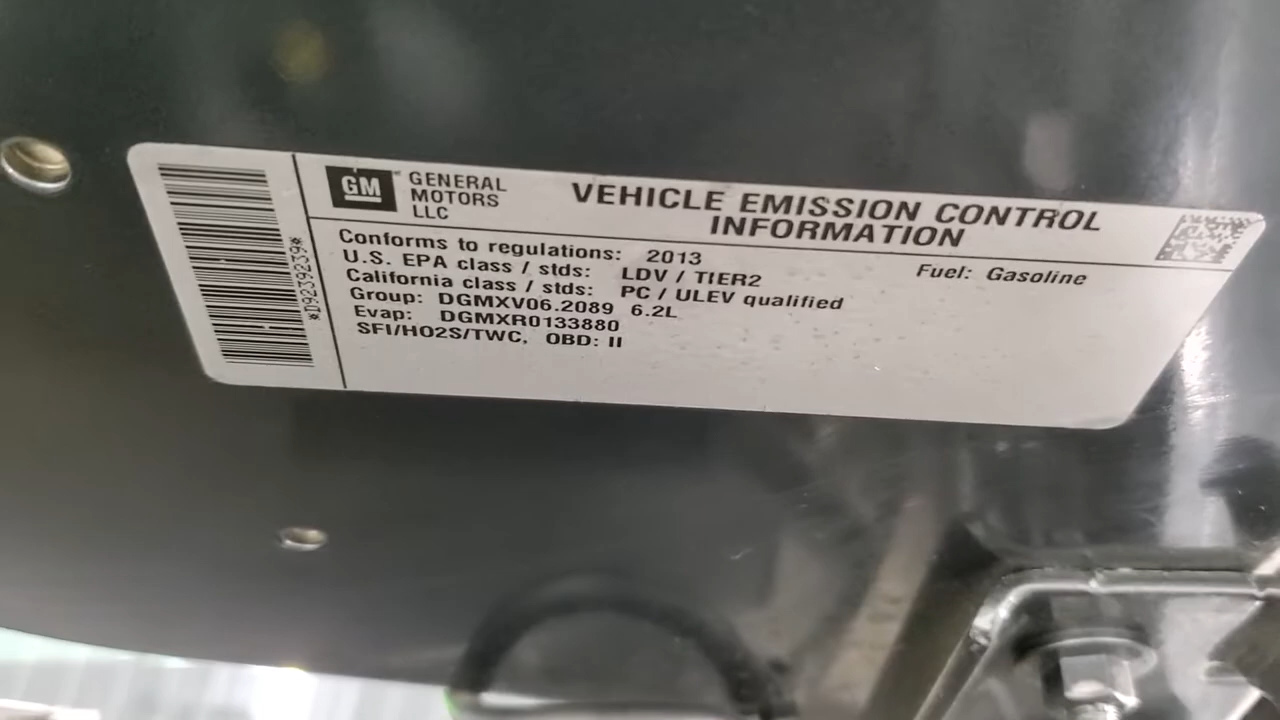 GM
GENERAL
MOTORS
LLC
VEHICLE EMISSION CONTROL
INFORMATION
Conforms to regulations: 2013
U.S. EPA class / stds: LDV / TIER2
Fuel: Gasoline
California class / stds: PC / ULEV qualified
Group: DGMXV06.2089 6.2L
Evap: DGMXR0133880
SFI/HO2S/TWC, OBD: II
*D9239239*